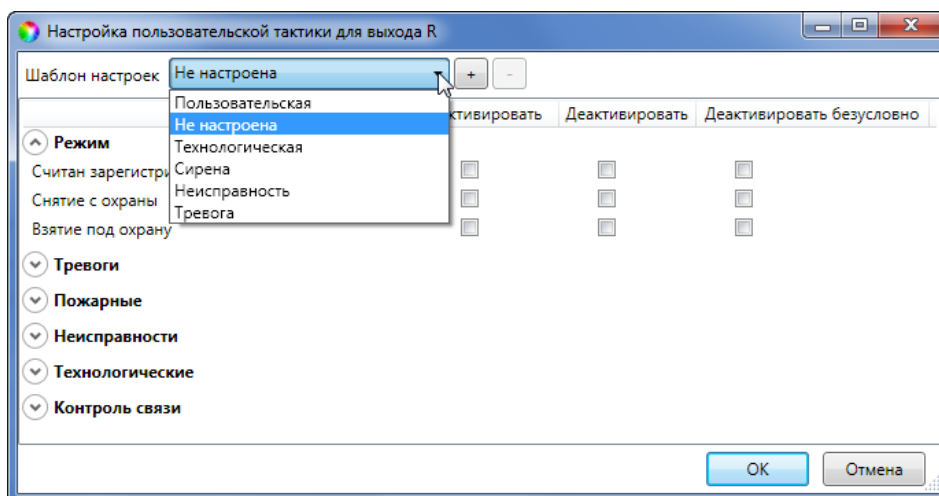 Настройка пользовательской тактики для выхода R
Шаблон настроек Не настроена + -
Пользовательская
Не настроена
Технологическая
Сирена
Неисправность
Тревога
ктивировать Деактивировать Деактивировать безусловно
Режим
Считан зарегистри
Снятие с охраны
Взятие под охрану
Тревоги
Пожарные
Неисправности
Технологические
Контроль связи
OK Отмена